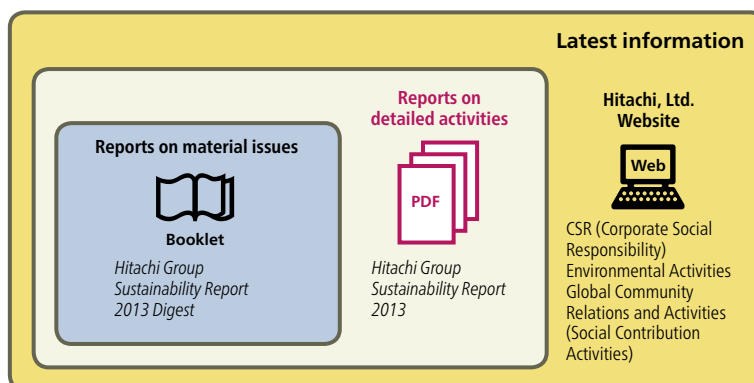 Latest information
Reports on material issues
Booklet
Hitachi Group
Sustainability Report
2013 Digest
Reports on
detailed activities
PDF
Hitachi Group
Sustainability Report
2013
Hitachi, Ltd.
Website
Web
CSR (Corporate Social
Responsibility)
Environmental Activities
Global Community
Relations and Activities
(Social Contribution
Activities)